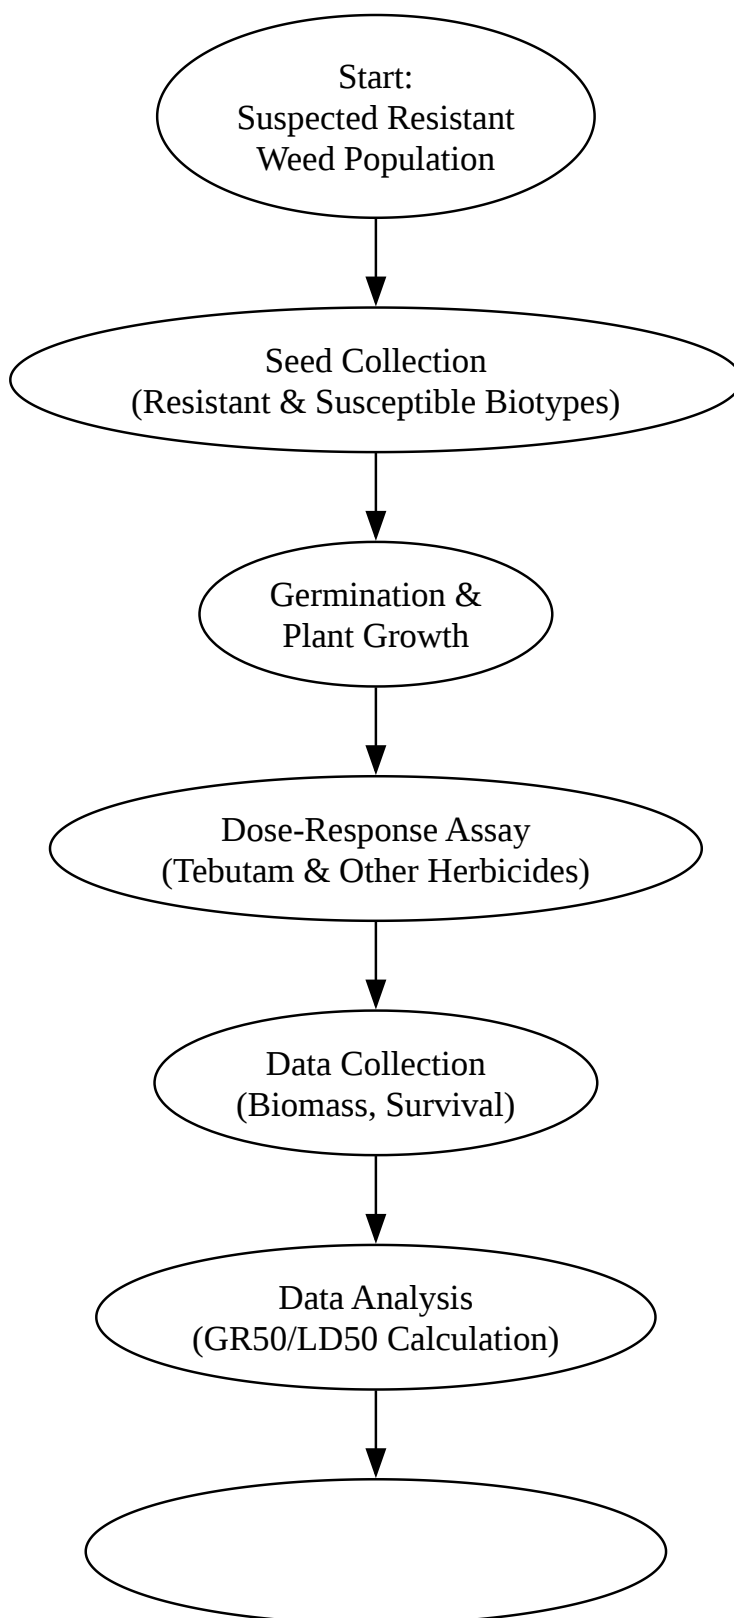 Start:
Suspected Resistant
Weed Population
Seed Collection
(Resistant & Susceptible Biotypes)
Germination &
Plant Growth
Dose-Response Assay
(Tebutam & Other Herbicides)
Data Collection
(Biomass, Survival)
Data Analysis
(GR50/LD50 Calculation)